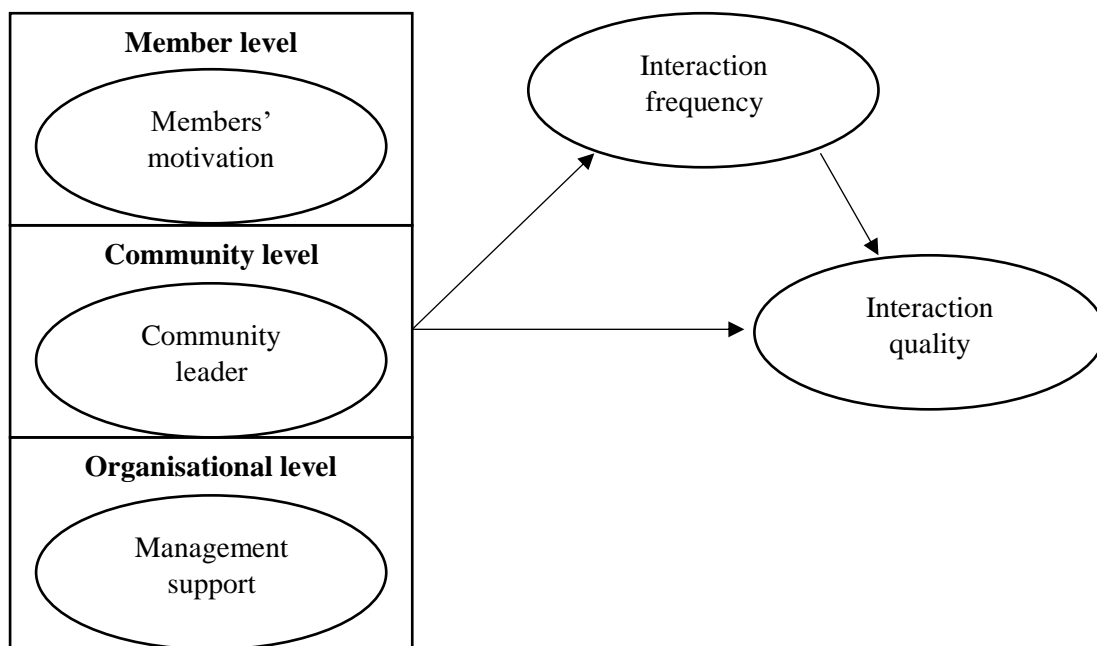 Member level
Members’
motivation
Community level
Community
leader
Organisational level
Management
support
Interaction
frequency
Interaction
quality